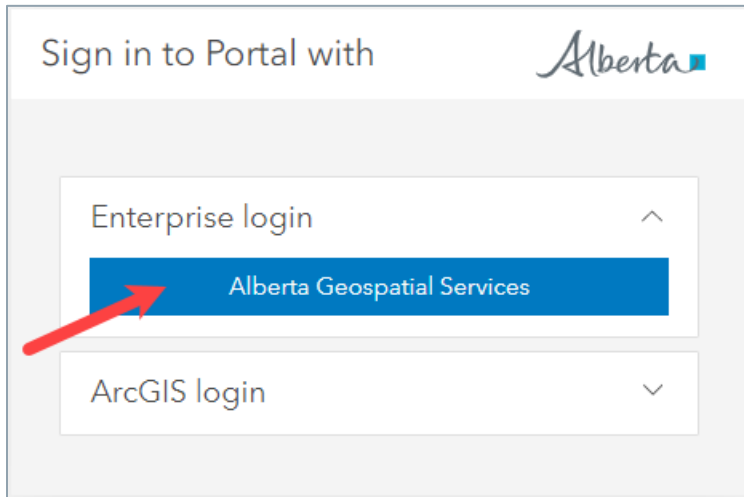 Sign in to Portal with
Alberta
Enterprise login
Alberta Geospatial Services
ArcGIS login